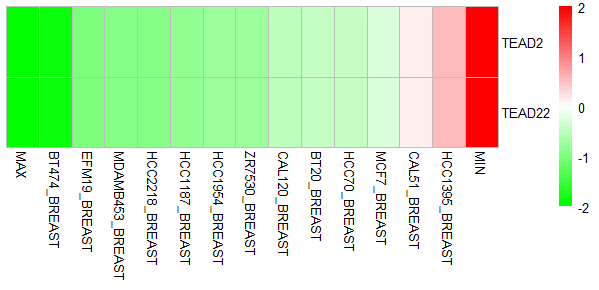 TEAD2
TEAD22
MAX
BT474_BREAST
EFM19_BREAST
MDAMB453_BREAST
HCC2218_BREAST
HCC1187_BREAST
HCC1954_BREAST
ZR7530_BREAST
CAL120_BREAST
BT20_BREAST
HCC70_BREAST
MCF7_BREAST
CAL51_BREAST
HCC1395_BREAST
MIN
2
1
0
-1
-2